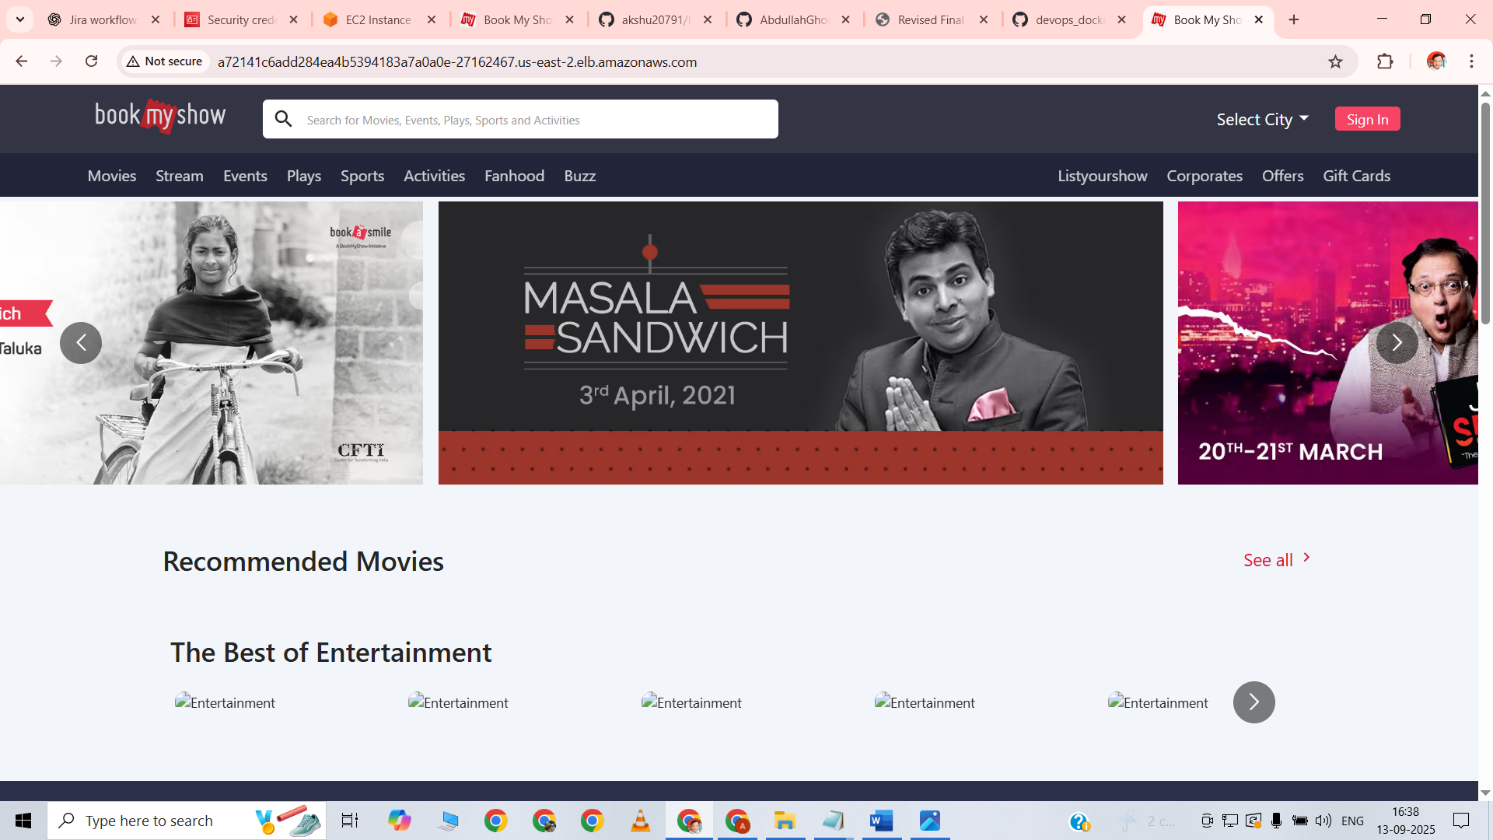 Jira workflow
Security cred
EC2 Instance
Book My Sho
akshu20791/
AbdullahGho
Revised Final
devops_dock
Book My Sho
Not secure
a72141c6add284ea4b5394183a7a0a0e-27162467.us-east-2.elb.amazonaws.com
bookmyshow
Search for Movies, Events, Plays, Sports and Activities
Select City
Sign In
Movies Stream Events Plays Sports Activities Fanhood Buzz
Listyourshow Corporates Offers Gift Cards
ich
Taluka
book a smile
A BookMyShow Initiative
CFTI
MASALA
SANDWICH
3rd April, 2021
20TH-21ST MARCH
Recommended Movies
See all
The Best of Entertainment
Entertainment
Entertainment
Entertainment
Entertainment
Entertainment
Type here to search
2 c...
ENG
16:38
13-09-2025